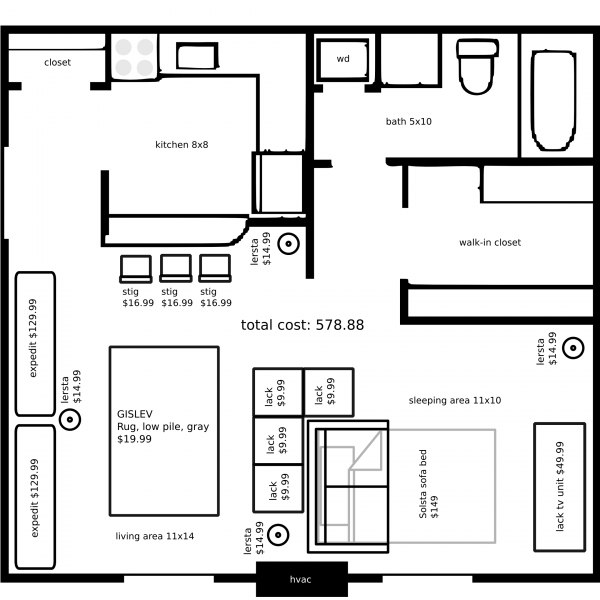 closet
wd
bath 5x10
kitchen 8x8
walk-in closet
lersta
$14.99
stig
$16.99
stig
$16.99
stig
$16.99
total cost: 578.88
expedit $129.99
lersta
$14.99
lersta
$14.99
GISLEV
Rug, low pile, gray
$19.99
lack
$9.99
lack
$9.99
sleeping area 11x10
lack
$9.99
lack
$9.99
Solsta sofa bed
$149
lack tv unit $49.99
expedit $129.99
living area 11x14
lersta
$14.99
hvac